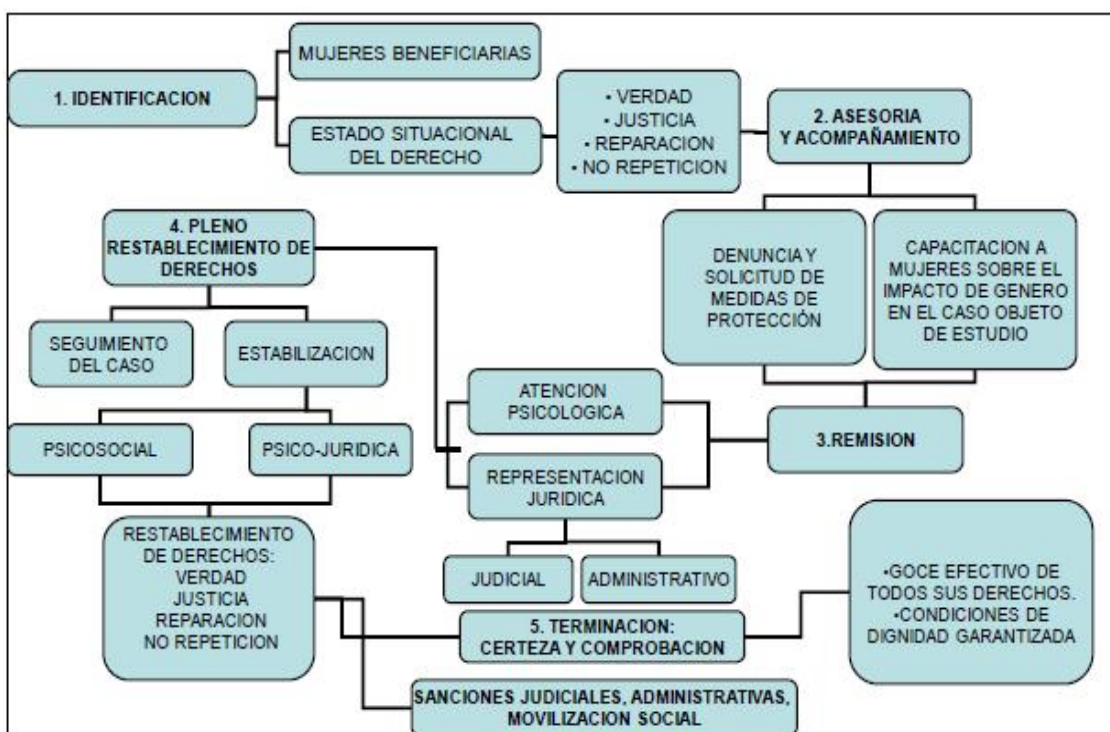 1. IDENTIFICACION
MUJERES BENEFICIARIAS
ESTADO SITUACIONAL
DEL DERECHO
• VERDAD
• JUSTICIA
• REPARACION
• NO REPETICION
2. ASESORIA
Y ACOMPAÑAMIENTO
DENUNCIA Y
SOLICITUD DE
MEDIDAS DE
PROTECCIÓN
CAPACITACION A
MUJERES SOBRE EL
IMPACTO DE GENERO
EN EL CASO OBJETO
DE ESTUDIO
3.REMISION
ATENCION
PSICOLOGICA
REPRESENTACION
JURIDICA
JUDICIAL
ADMINISTRATIVO
4. PLENO
RESTABLECIMIENTO DE
DERECHOS
SEGUIMIENTO
DEL CASO
ESTABILIZACION
PSICOSOCIAL
PSICO-JURIDICA
RESTABLECIMIENTO
DE DERECHOS:
VERDAD
JUSTICIA
REPARACION
NO REPETICION
5. TERMINACION:
CERTEZA Y COMPROBACION
•GOCE EFECTIVO DE
TODOS SUS DERECHOS.
•CONDICIONES DE
DIGNIDAD GARANTIZADA
SANCIONES JUDICIALES, ADMINISTRATIVAS,
MOVILIZACION SOCIAL